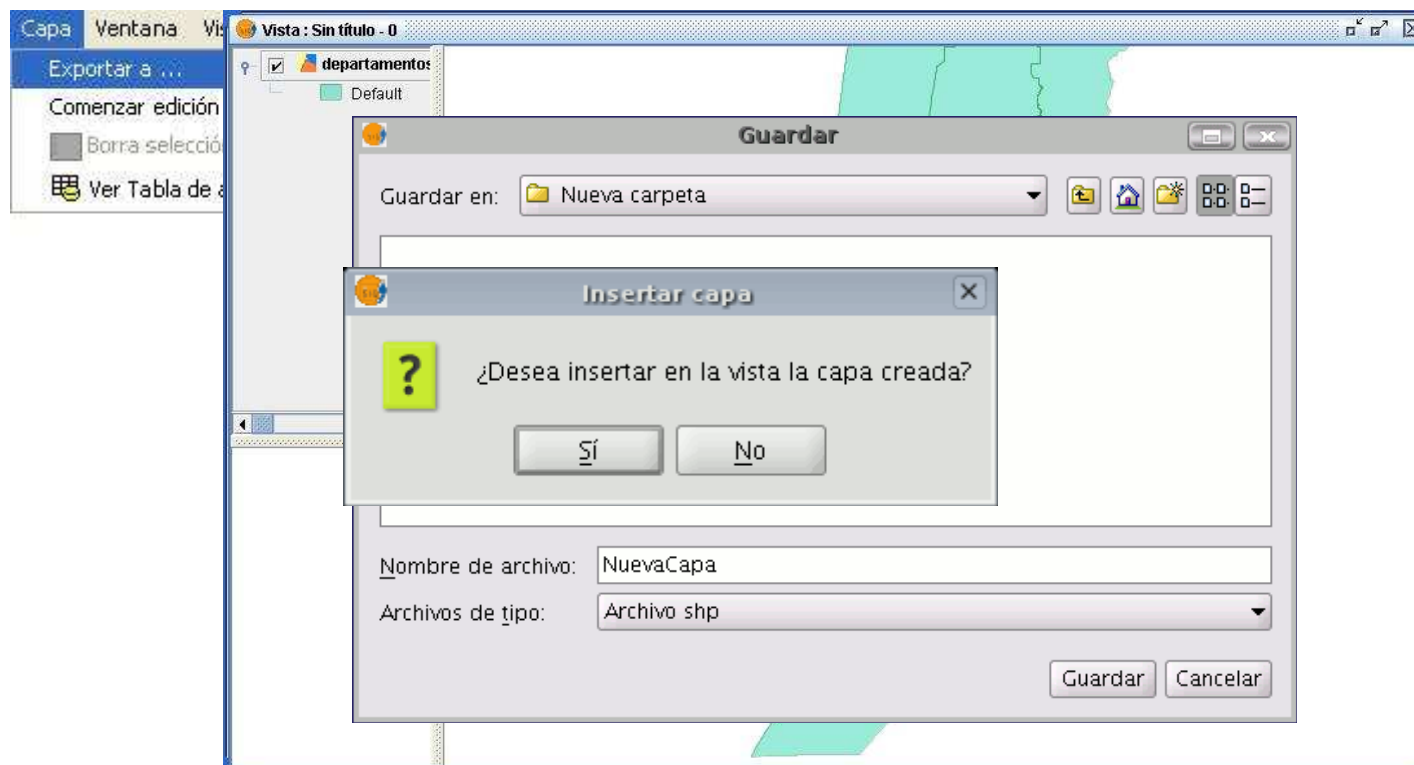 Capa Ventana
Exportar a ...
Comenzar edición
Borra selecció
Ver Tabla de a
Vista : Sin título - 0
departamentos
Default
Guardar
Guardar en: Nueva carpeta
Insertar capa
¿Desea insertar en la vista la capa creada?
Sí No
Nombre de archivo: NuevaCapa
Archivos de tipo: Archivo shp
Guardar Cancelar